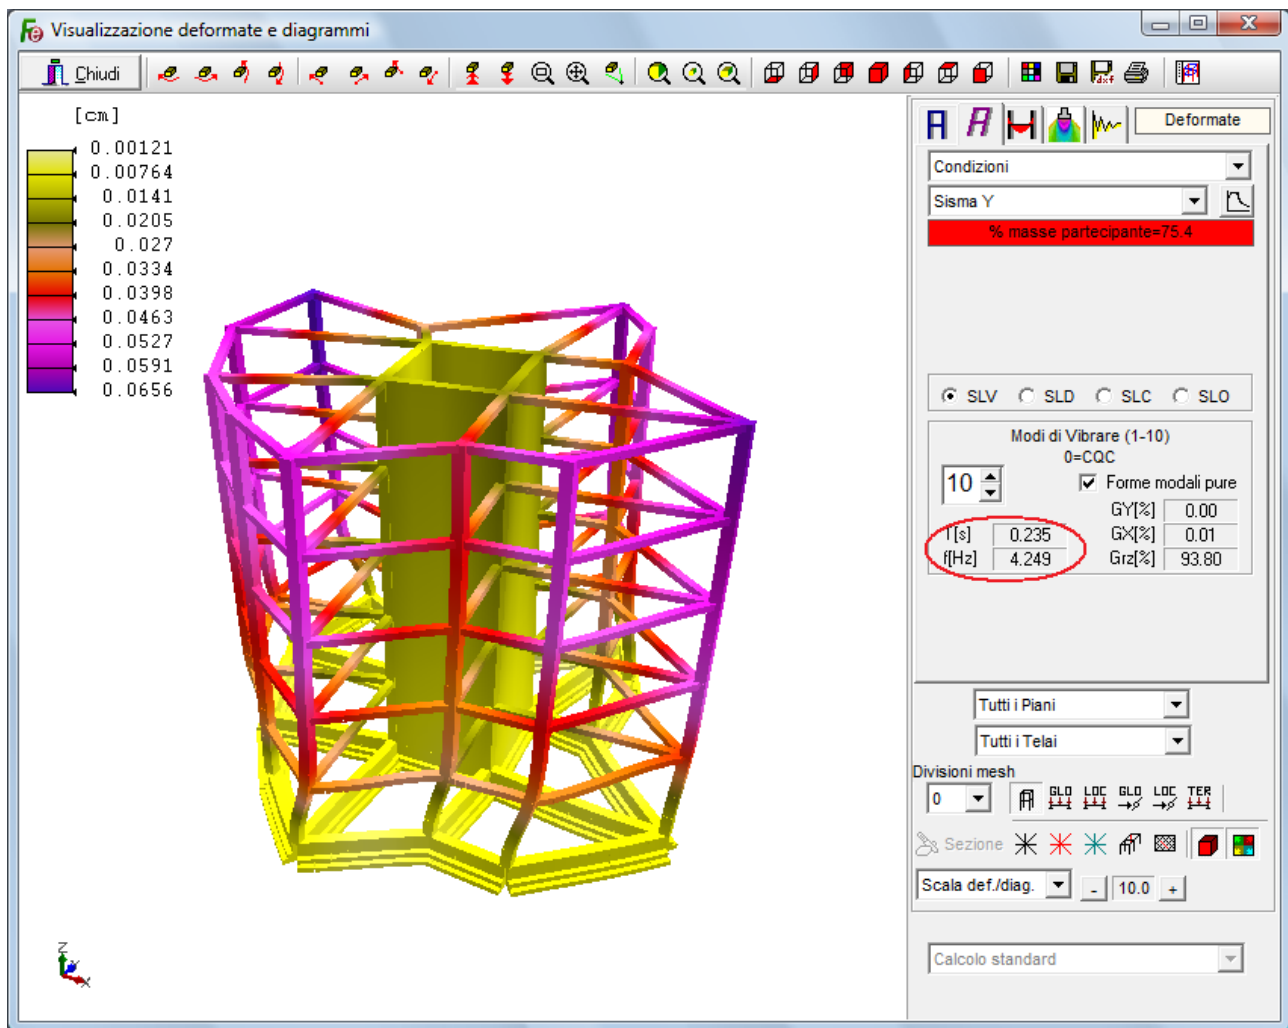 Visualizzazione deformate e diagrammi
Chiudi
[cm]
0.00121
0.00764
0.0141
0.0205
0.027
0.0334
0.0398
0.0463
0.0527
0.0591
0.0656
Deformate
Condizioni
Sisma Y
% masse partecipante=75.4
SLV SLD SLC SLO
Modi di Vibrare (1-10)
0=CQC
10
Forme modali pure
GY[%] 0.00
T[s] 0.235 GX[%] 0.01
f[Hz] 4.249 Grz[%] 93.80
Tutti i Piani
Tutti i Telai
Divisioni mesh
0 GLO LOC GLO LOC TER
Sezione
Scala def./diag. - 10.0 +
Calcolo standard
Z
Y
X